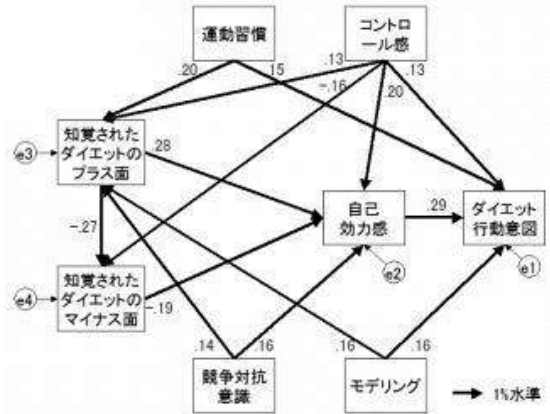 運動習慣
コントロ
ール感
.20
.15
.13
-.16
.20
.13
知覚された
ダイエットの
プラス面
e3
.28
自己
効力感
.29
ダイエット
行動意図
e2
e1
-.27
知覚された
ダイエットの
マイナス面
e4
-.19
.14
.16
.16
.16
競争対抗
意識
モデリング
1%水準